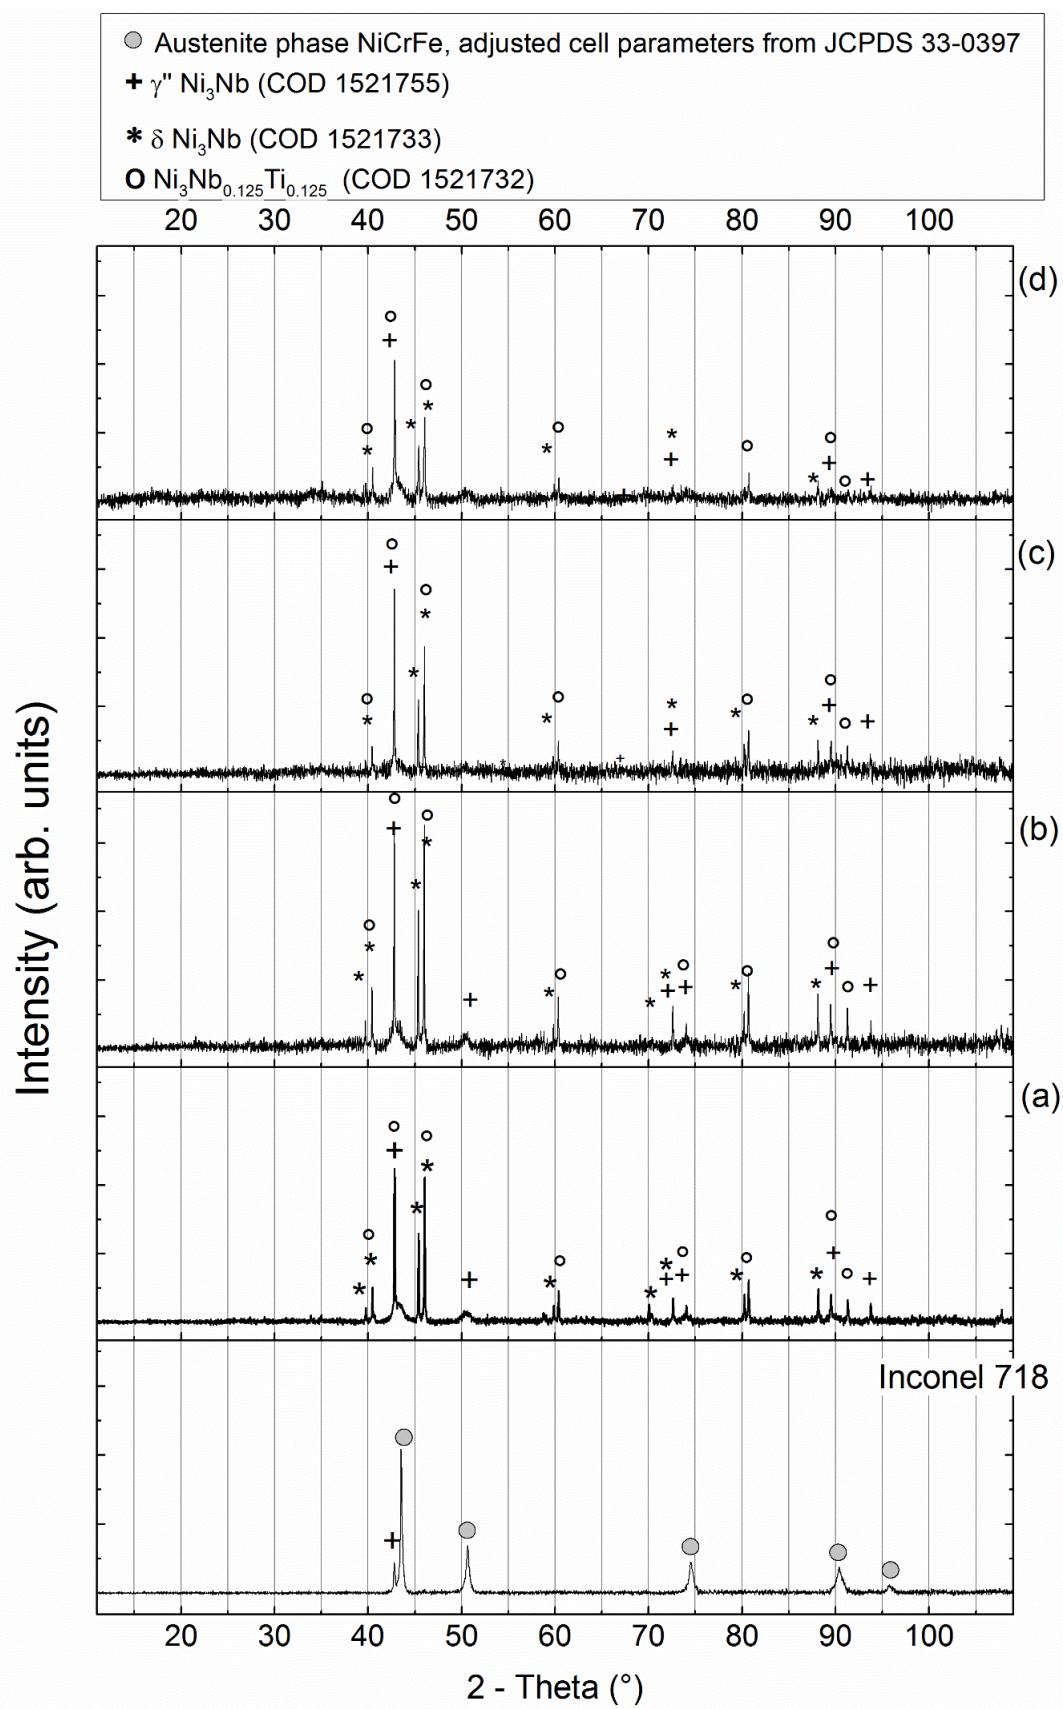 Austenite phase NiCrFe, adjusted cell parameters from JCPDS 33-0397
+ γ'' Ni₃Nb (COD 1521755)
* δ Ni₃Nb (COD 1521733)
o Ni₃Nb₀.₁₂₅Ti₀.₁₂₅ (COD 1521732)
20 30 40 50 60 70 80 90 100
(d)
(c)
(b)
(a)
Inconel 718
Intensity (arb. units)
20 30 40 50 60 70 80 90 100
2 - Theta (°)